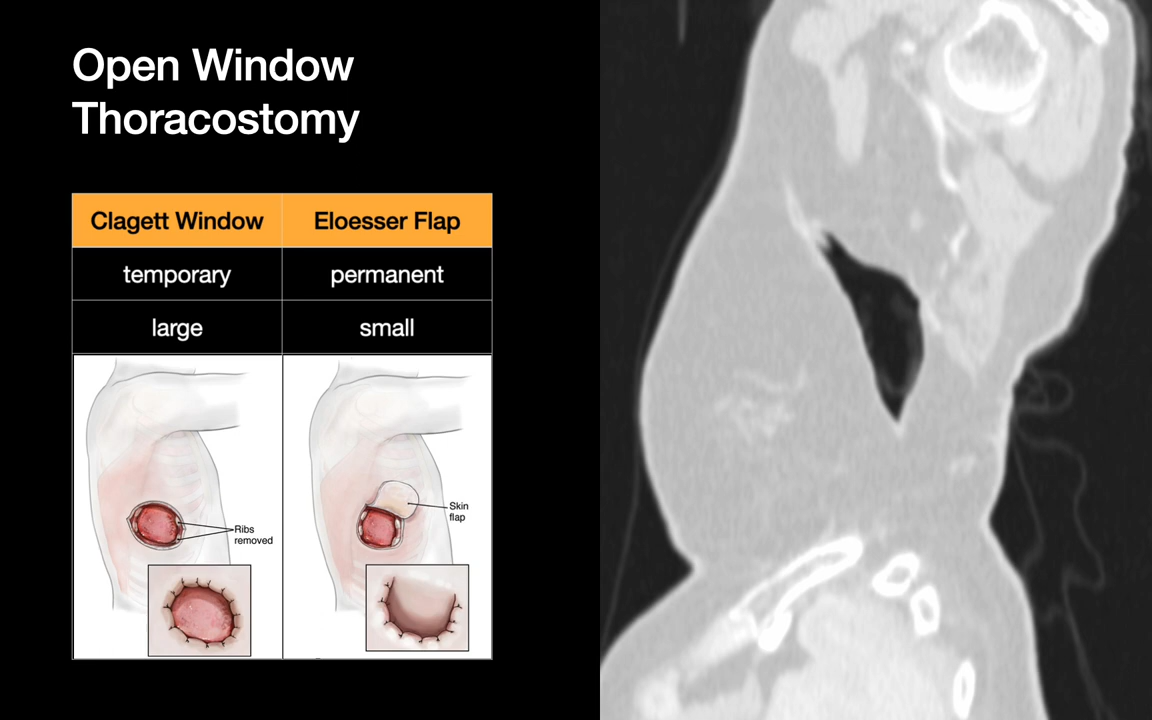 Open Window
Thoracostomy
Clagett Window
Eloesser Flap
temporary
permanent
large
small
Ribs
removed
Skin
flap